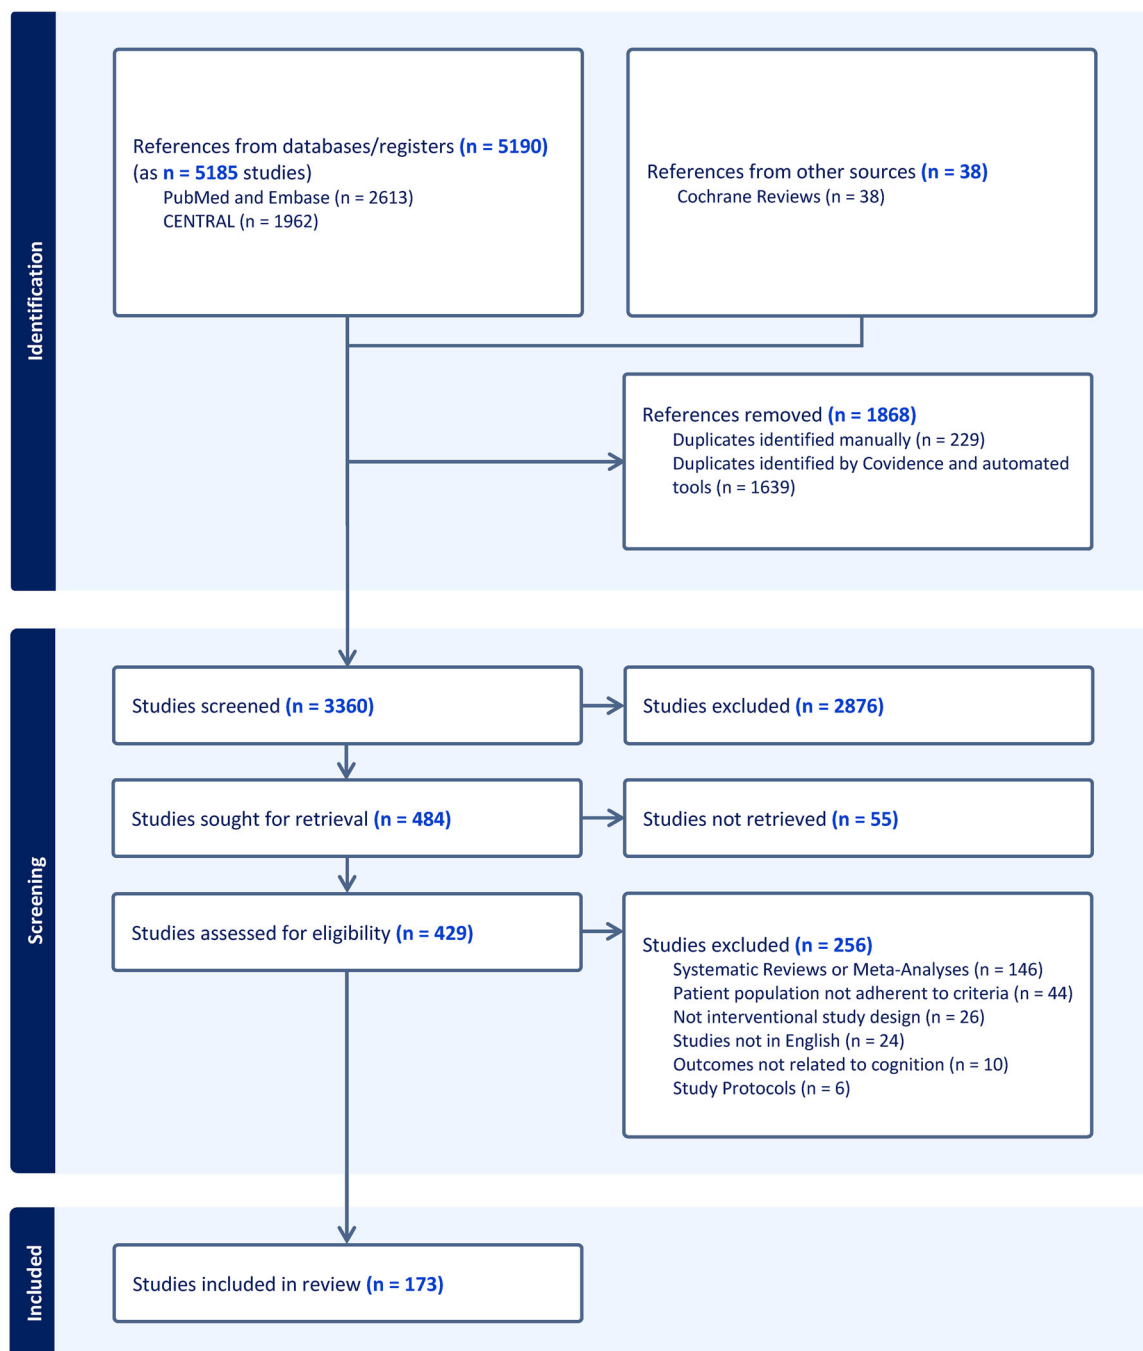 Identification
References from databases/registers (n = 5190)
(as n = 5185 studies)
PubMed and Embase (n = 2613)
CENTRAL (n = 1962)
References from other sources (n = 38)
Cochrane Reviews (n = 38)
References removed (n = 1868)
Duplicates identified manually (n = 229)
Duplicates identified by Covidence and automated
tools (n = 1639)
Screening
Studies screened (n = 3360)
Studies excluded (n = 2876)
Studies sought for retrieval (n = 484)
Studies not retrieved (n = 55)
Studies assessed for eligibility (n = 429)
Studies excluded (n = 256)
Systematic Reviews or Meta-Analyses (n = 146)
Patient population not adherent to criteria (n = 44)
Not interventional study design (n = 26)
Studies not in English (n = 24)
Outcomes not related to cognition (n = 10)
Study Protocols (n = 6)
Included
Studies included in review (n = 173)